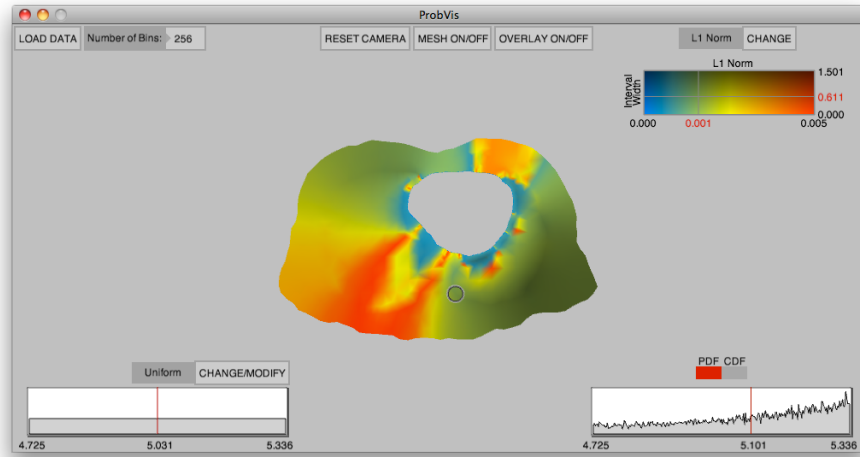 ProbVis
LOAD DATA Number of Bins: 256 RESET CAMERA MESH ON/OFF OVERLAY ON/OFF L1 Norm CHANGE
L1 Norm
Interval Width
1.501
0.611
0.000
0.000 0.001 0.005
Uniform CHANGE/MODIFY
PDF CDF
4.725 5.031 5.336
4.725 5.101 5.336